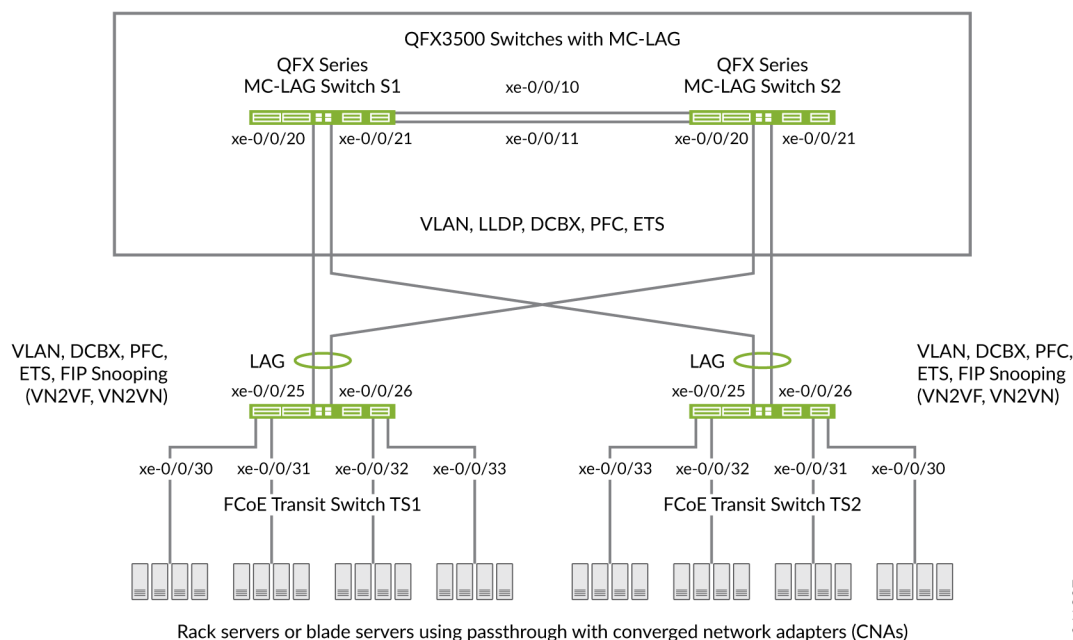 QFX3500 Switches with MC-LAG
QFX Series
MC-LAG Switch S1
QFX Series
MC-LAG Switch S2
xe-0/0/10
xe-0/0/20
xe-0/0/21
xe-0/0/11
xe-0/0/20
xe-0/0/21
VLAN, LLDP, DCBX, PFC, ETS
VLAN, DCBX, PFC,
ETS, FIP Snooping
(VN2VF, VN2VN)
LAG
LAG
VLAN, DCBX, PFC,
ETS, FIP Snooping
(VN2VF, VN2VN)
xe-0/0/25
xe-0/0/26
xe-0/0/25
xe-0/0/26
xe-0/0/30
xe-0/0/31
xe-0/0/32
xe-0/0/33
xe-0/0/33
xe-0/0/32
xe-0/0/31
xe-0/0/30
FCoE Transit Switch TS1
FCoE Transit Switch TS2
Rack servers or blade servers using passthrough with converged network adapters (CNAs)